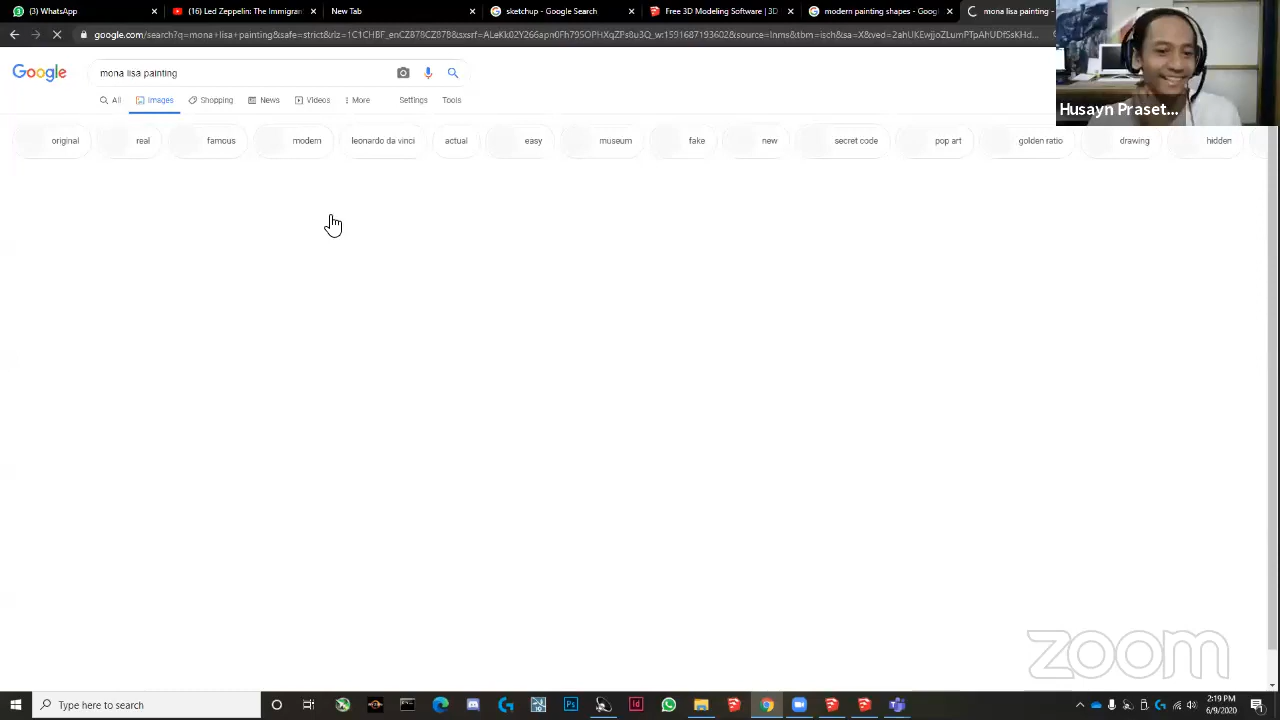 (3) WhatsApp
(16) Led Zeppelin: The Immigran
New Tab
sketchup - Google Search
Free 3D Modeling Software | 3D
modern painting shapes - Googl
mona lisa painting -
Google
mona lisa painting
All
Images
Shopping
News
Videos
More
Settings
Tools
original
real
famous
modern
leonardo da vinci
actual
easy
museum
fake
new
secret code
pop art
golden ratio
drawing
hidden
Husayn Praset...
zoom
Type here to search
2:19 PM
6/9/2020